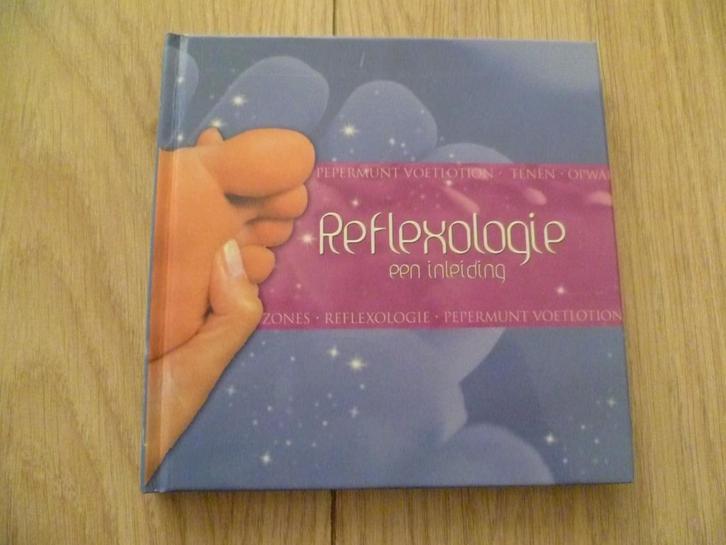 PEPERMUNT VOETLOTION · TENEN · OPWA
Reflexologie
een inleiding
ZONES · REFLEXOLOGIE · PEPERMUNT VOETLOTION